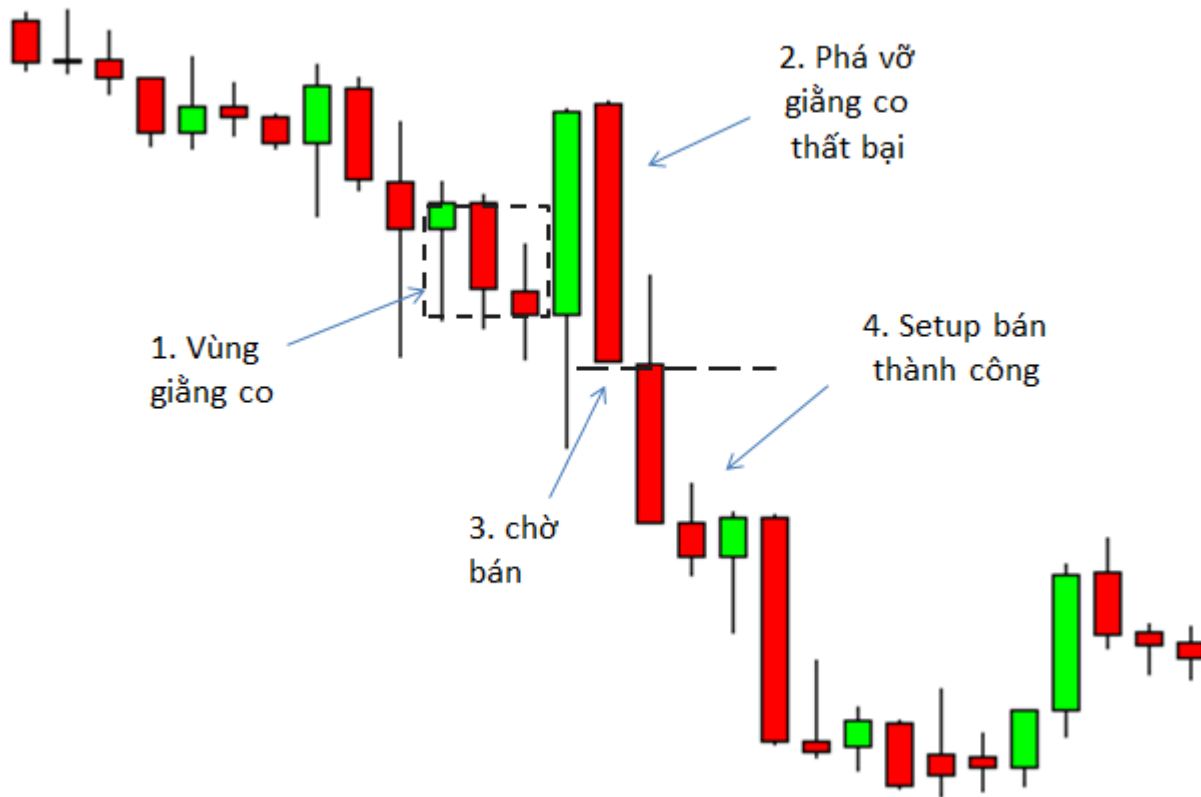 2. Phá vỡ
giằng co
thất bại
1. Vùng
giằng co
4. Setup bán
thành công
3. chờ
bán